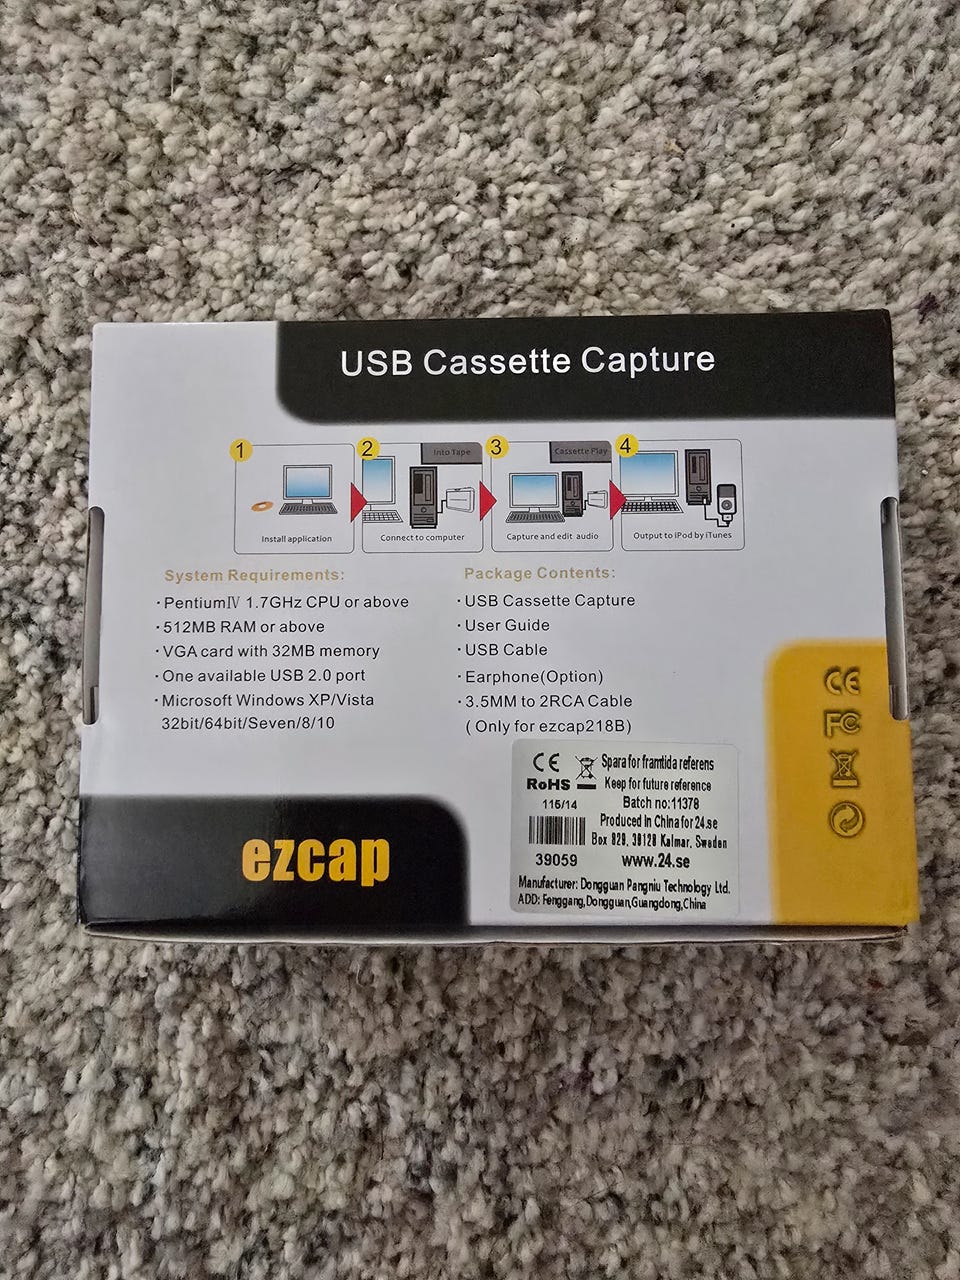 USB Cassette Capture
1
2
Into Tape
3
Cassette Play
4
Install application
Connect to computer
Capture and edit audio
Output to iPod by iTunes
System Requirements:
·PentiumⅣ 1.7GHz CPU or above
·512MB RAM or above
·VGA card with 32MB memory
·One available USB 2.0 port
·Microsoft Windows XP/Vista
32bit/64bit/Seven/8/10
Package Contents:
·USB Cassette Capture
·User Guide
·USB Cable
·Earphone(Option)
·3.5MM to 2RCA Cable
( Only for ezcap218B)
CE
FC
ezcap
CE
RoHS
115/14
39059
Spara for framtida referens
Keep for future reference
Batch no:11378
Produced in China for 24.se
Box 829, 39128 Kalmar, Sweden
www.24.se
Manufacturer: Dongguan Pangniu Technology Ltd.
ADD: Fenggang,Dongguan,Guangdong,China